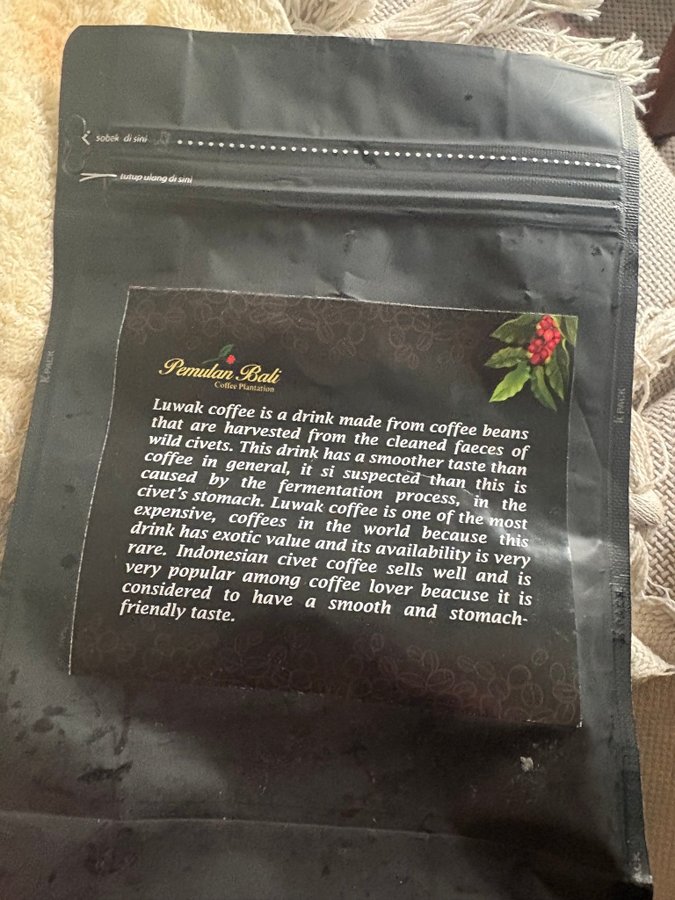 sobek di sini
tutup ulang di sini
Pemulan Bali
Coffee Plantation
Luwak coffee is a drink made from coffee beans
that are harvested from the cleaned faeces of
wild civets. This drink has a smoother taste than
coffee in general, it si suspected than this is
caused by the fermentation process, in the
civet's stomach. Luwak coffee is one of the most
expensive, coffees in the world because this
drink has exotic value and its availability is very
rare. Indonesian civet coffee sells well and is
very popular among coffee lover beacuse it is
considered to have a smooth and stomach-
friendly taste.
K PACK
K PACK